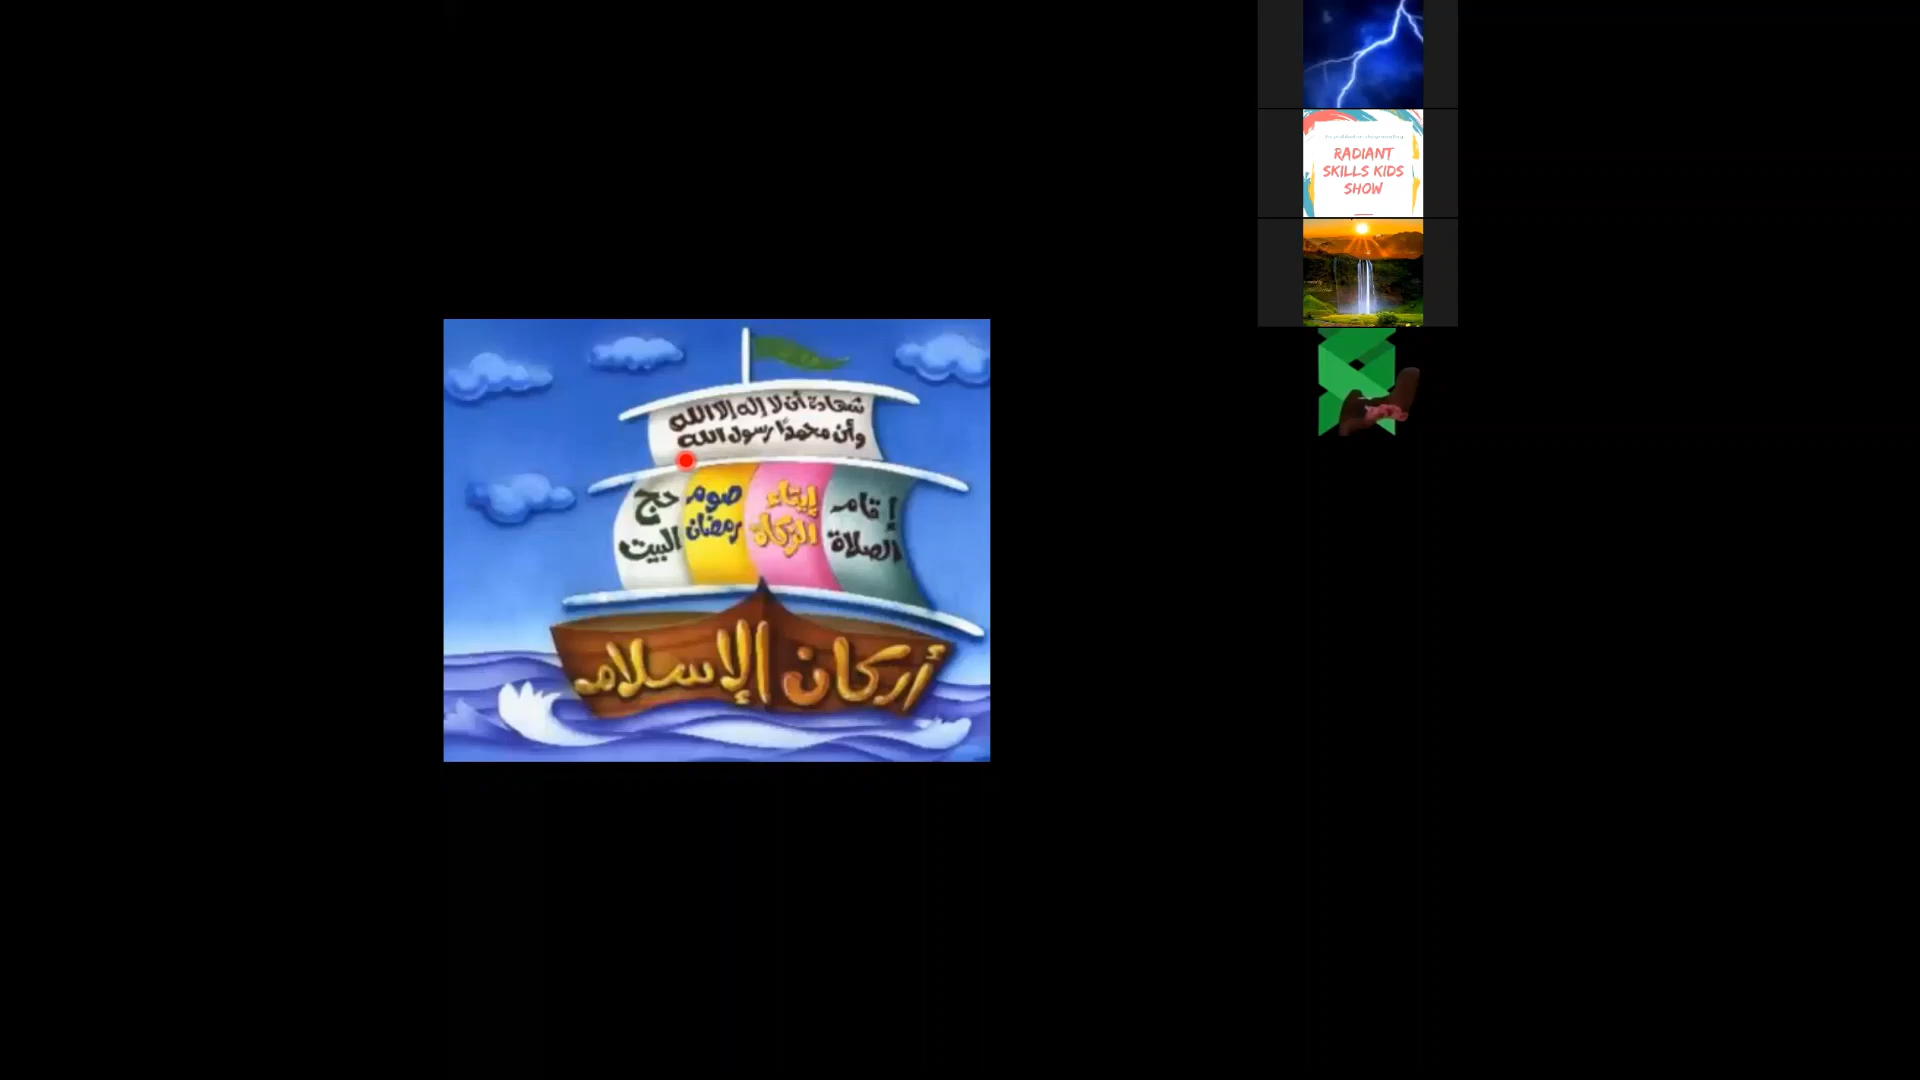 شهادة أن لا إله إلا الله
وأن محمدًا رسول الله
إقام
الصلاة
إيتاء
الزكاة
صوم
رمضان
حج
البيت
أركان الإسلام
RADIANT
SKILLS KIDS
SHOW